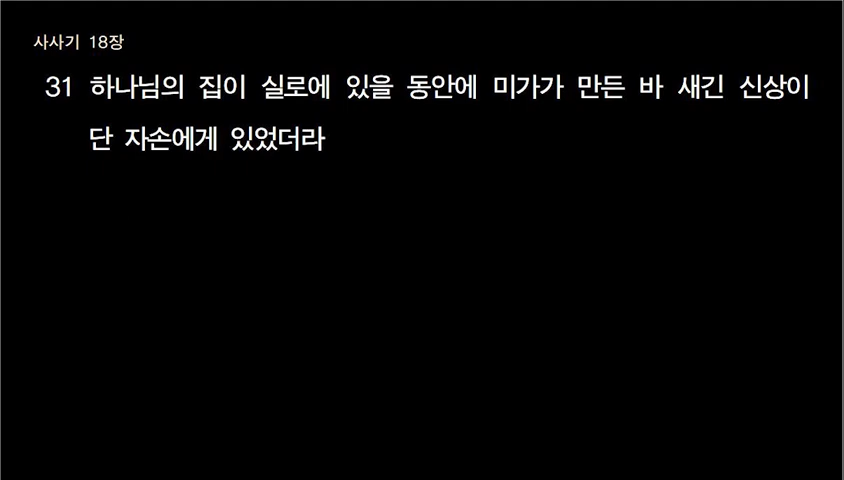 사사기 18장
31 하나님의 집이 실로에 있을 동안에 미가가 만든 바 새긴 신상이
단 자손에게 있었더라